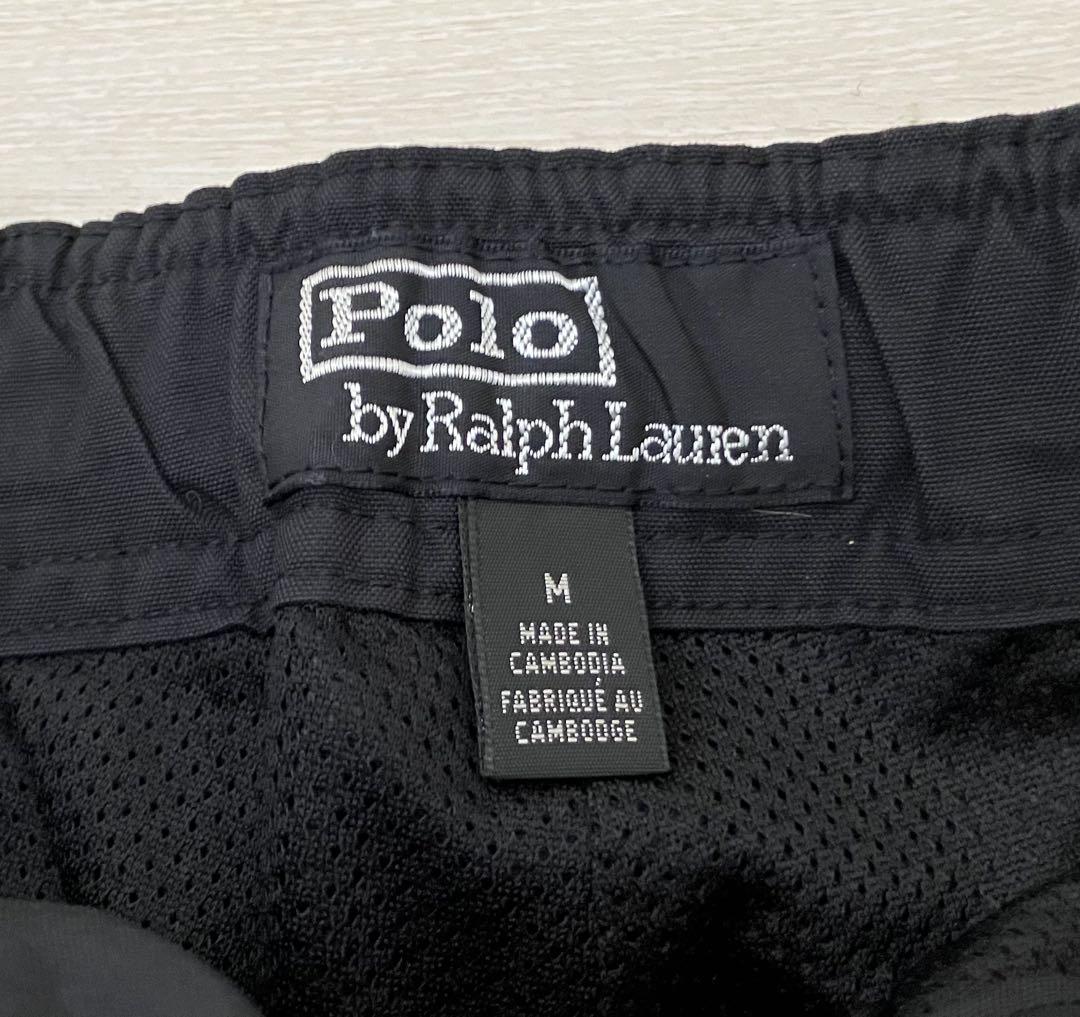 Polo
by Ralph Lauren
M
MADE IN
CAMBODIA
FABRIQUÉ AU
CAMBODGE